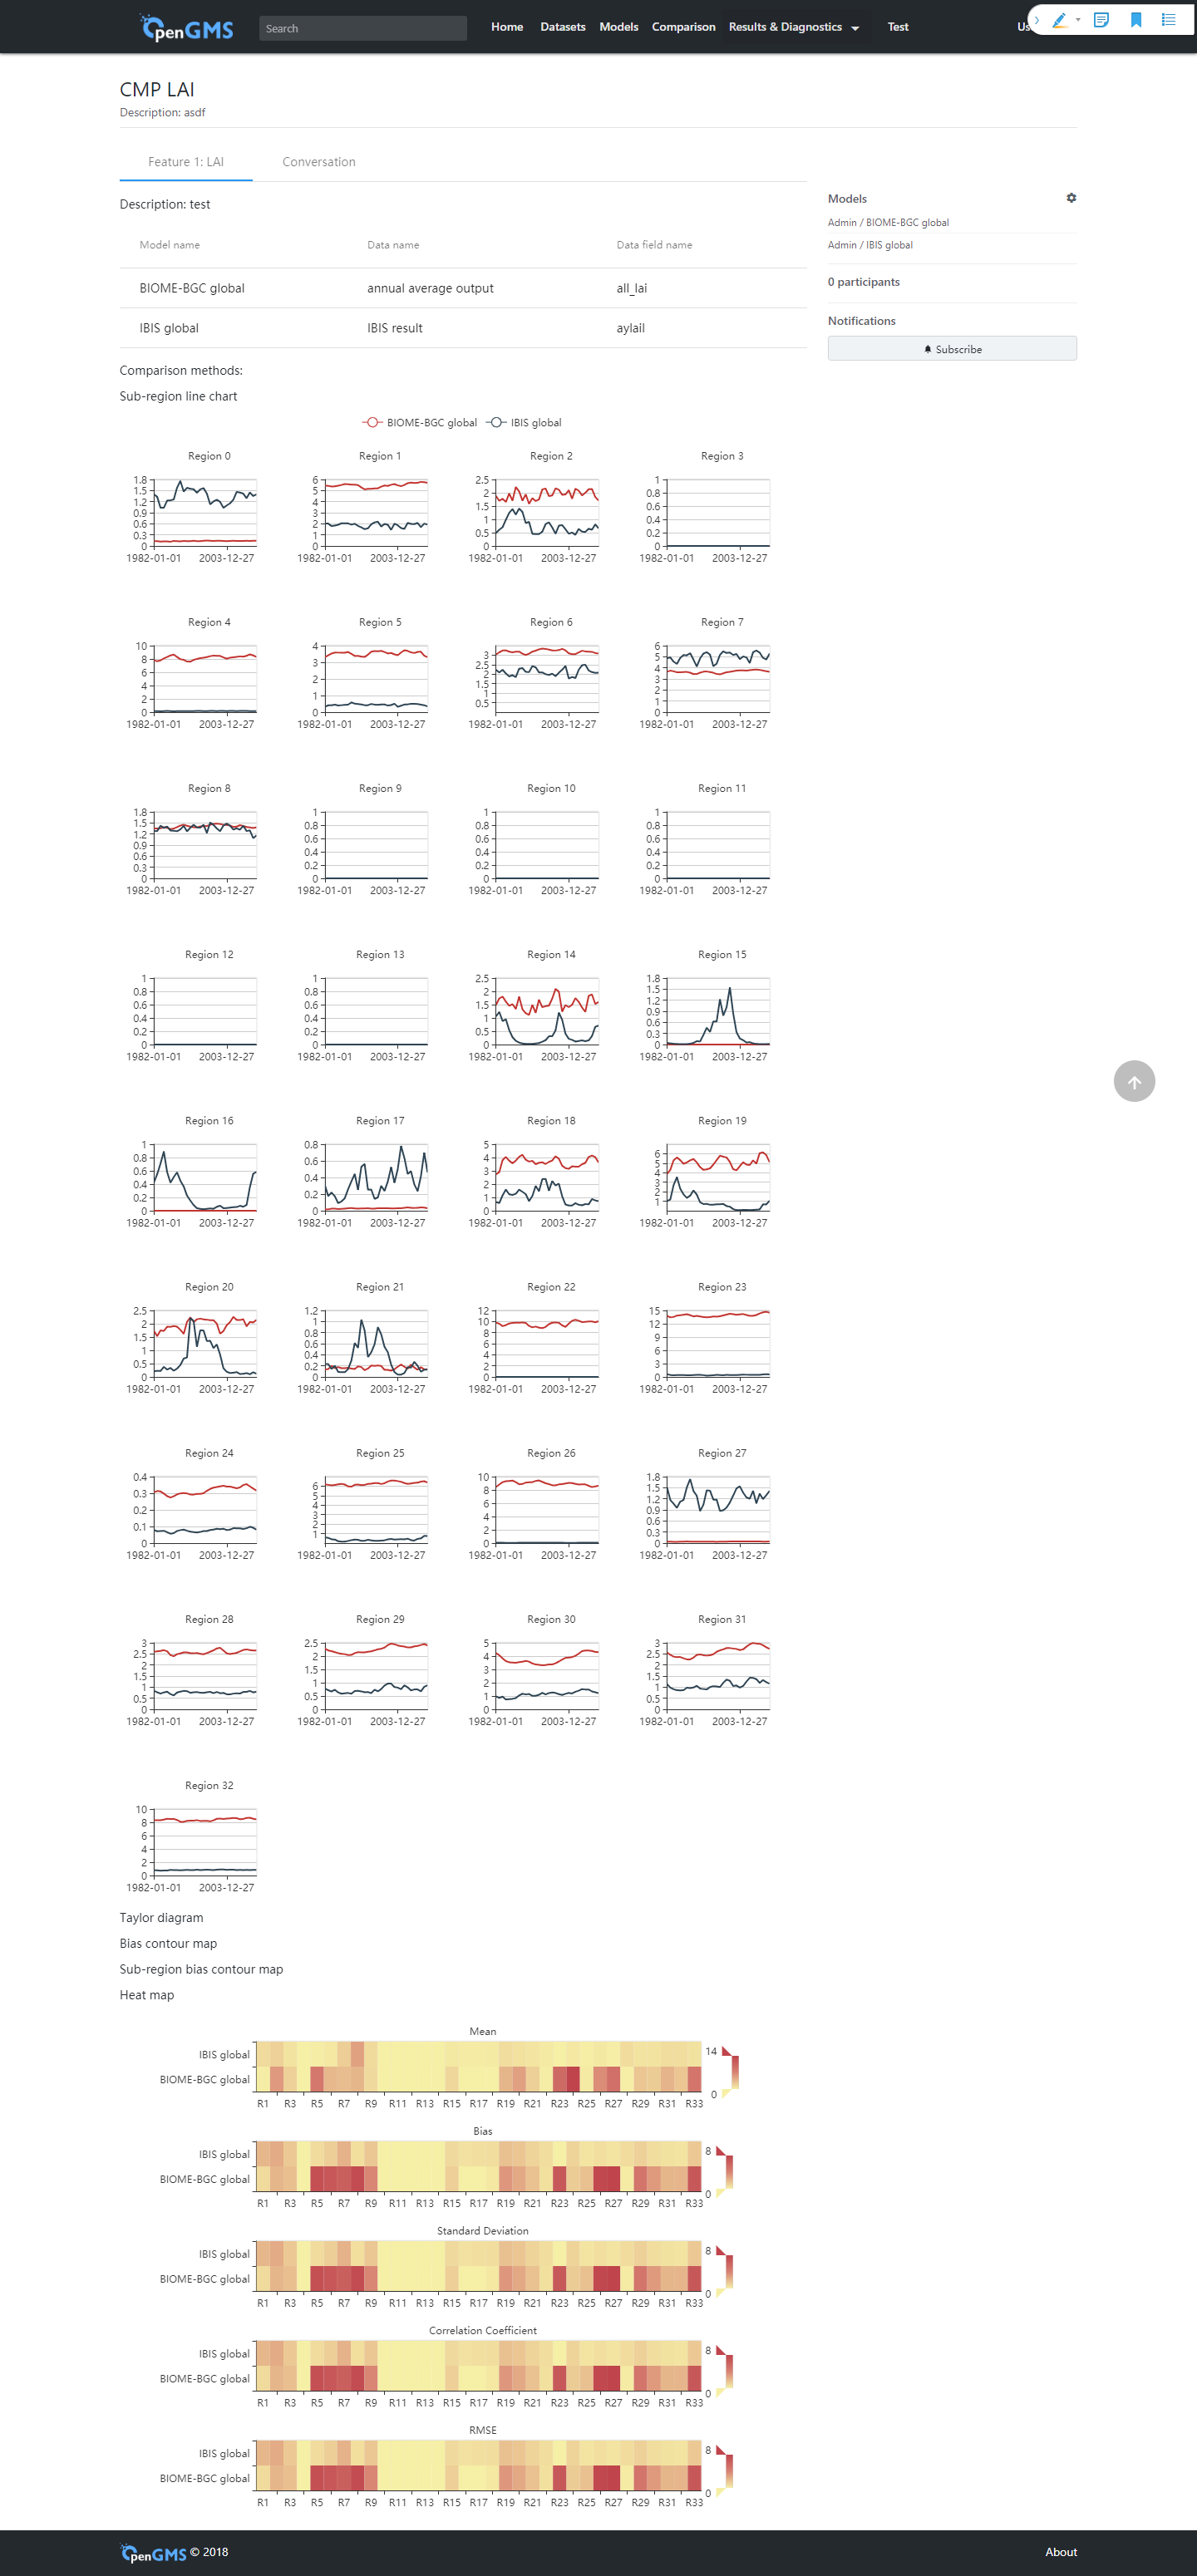 OpenGMS Search Home Datasets Models Comparison Results & Diagnostics Test Us
CMP LAI
Description: asdf
Feature 1: LAI Conversation
Description: test
Model name Data name Data field name
BIOME-BGC global annual average output all_lai
IBIS global IBIS result aylail
Models
Admin / BIOME-BGC global
Admin / IBIS global
0 participants
Notifications
Subscribe
Comparison methods:
Sub-region line chart
BIOME-BGC global IBIS global
Region 0 Region 1 Region 2 Region 3
1.8 1.5 1.2 0.9 0.6 0.3 0 6 5 4 3 2 1 0 2.5 2 1.5 1 0.5 0 1 0.8 0.6 0.4 0.2 0
1982-01-01 2003-12-27 1982-01-01 2003-12-27 1982-01-01 2003-12-27 1982-01-01 2003-12-27
Region 4 Region 5 Region 6 Region 7
10 8 6 4 2 0 4 3 2 1 0 3 2.5 2 1.5 1 0.5 6 5 4 3 2 1 0
1982-01-01 2003-12-27 1982-01-01 2003-12-27 1982-01-01 2003-12-27 1982-01-01 2003-12-27
Region 8 Region 9 Region 10 Region 11
1.8 1.5 1.2 0.9 0.6 0.3 0 1 0.8 0.6 0.4 0.2 0 1 0.8 0.6 0.4 0.2 0 1 0.8 0.6 0.4 0.2 0
1982-01-01 2003-12-27 1982-01-01 2003-12-27 1982-01-01 2003-12-27 1982-01-01 2003-12-27
Region 12 Region 13 Region 14 Region 15
1 0.8 0.6 0.4 0.2 0 1 0.8 0.6 0.4 0.2 0 2.5 2 1.5 1 0.5 0 1.8 1.5 1.2 0.9 0.6 0.3 0
1982-01-01 2003-12-27 1982-01-01 2003-12-27 1982-01-01 2003-12-27 1982-01-01 2003-12-27
Region 16 Region 17 Region 18 Region 19
1 0.8 0.6 0.4 0.2 0 0.8 0.6 0.4 0.2 0 5 4 3 2 1 0 6 5 4 3 2 1
1982-01-01 2003-12-27 1982-01-01 2003-12-27 1982-01-01 2003-12-27 1982-01-01 2003-12-27
Region 20 Region 21 Region 22 Region 23
2.5 2 1.5 1 0.5 0 1.2 1 0.8 0.6 0.4 0.2 0 12 10 8 6 4 2 0 15 12 9 6 3 0
1982-01-01 2003-12-27 1982-01-01 2003-12-27 1982-01-01 2003-12-27 1982-01-01 2003-12-27
Region 24 Region 25 Region 26 Region 27
0.4 0.3 0.2 0.1 0 6 5 4 3 2 1 10 8 6 4 2 0 1.8 1.5 1.2 0.9 0.6 0.3 0
1982-01-01 2003-12-27 1982-01-01 2003-12-27 1982-01-01 2003-12-27 1982-01-01 2003-12-27
Region 28 Region 29 Region 30 Region 31
3 2.5 2 1.5 1 0.5 0 2.5 2 1.5 1 0.5 0 5 4 3 2 1 0 3 2.5 2 1.5 1 0.5 0
1982-01-01 2003-12-27 1982-01-01 2003-12-27 1982-01-01 2003-12-27 1982-01-01 2003-12-27
Region 32
10 8 6 4 2 0
1982-01-01 2003-12-27
Taylor diagram
Bias contour map
Sub-region bias contour map
Heat map
Mean
IBIS global 14
BIOME-BGC global 0
R1 R3 R5 R7 R9 R11 R13 R15 R17 R19 R21 R23 R25 R27 R29 R31 R33
Bias
IBIS global 8
BIOME-BGC global 0
R1 R3 R5 R7 R9 R11 R13 R15 R17 R19 R21 R23 R25 R27 R29 R31 R33
Standard Deviation
IBIS global 8
BIOME-BGC global 0
R1 R3 R5 R7 R9 R11 R13 R15 R17 R19 R21 R23 R25 R27 R29 R31 R33
Correlation Coefficient
IBIS global 8
BIOME-BGC global 0
R1 R3 R5 R7 R9 R11 R13 R15 R17 R19 R21 R23 R25 R27 R29 R31 R33
RMSE
IBIS global 8
BIOME-BGC global 0
R1 R3 R5 R7 R9 R11 R13 R15 R17 R19 R21 R23 R25 R27 R29 R31 R33
OpenGMS © 2018 About